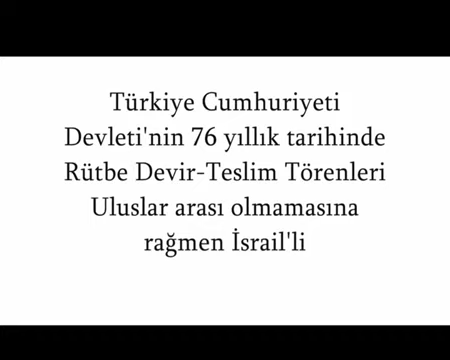 Türkiye Cumhuriyeti
Devleti'nin 76 yıllık tarihinde
Rütbe Devir-Teslim Törenleri
Uluslar arası olmamasına
rağmen İsrail'li